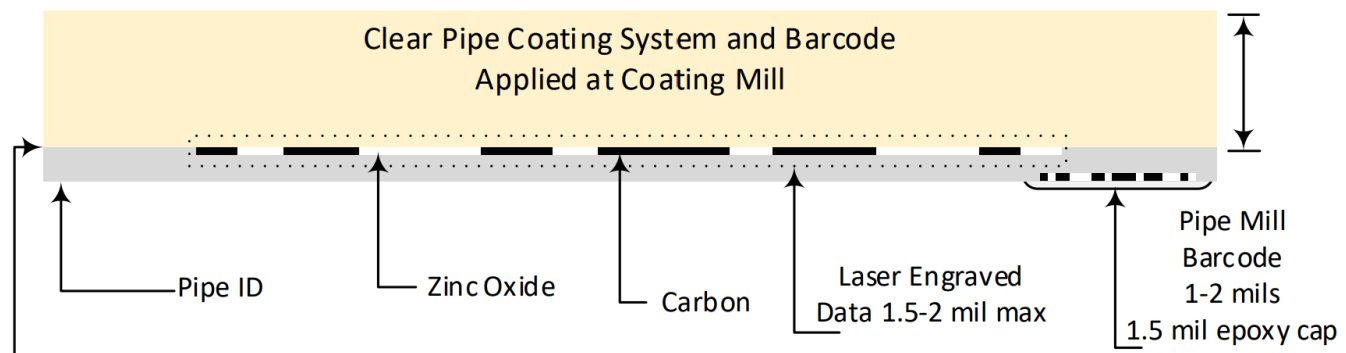 Clear Pipe Coating System and Barcode
Applied at Coating Mill
Pipe ID
Zinc Oxide
Carbon
Laser Engraved
Data 1.5-2 mil max
Pipe Mill
Barcode
1-2 mils
1.5 mil epoxy cap